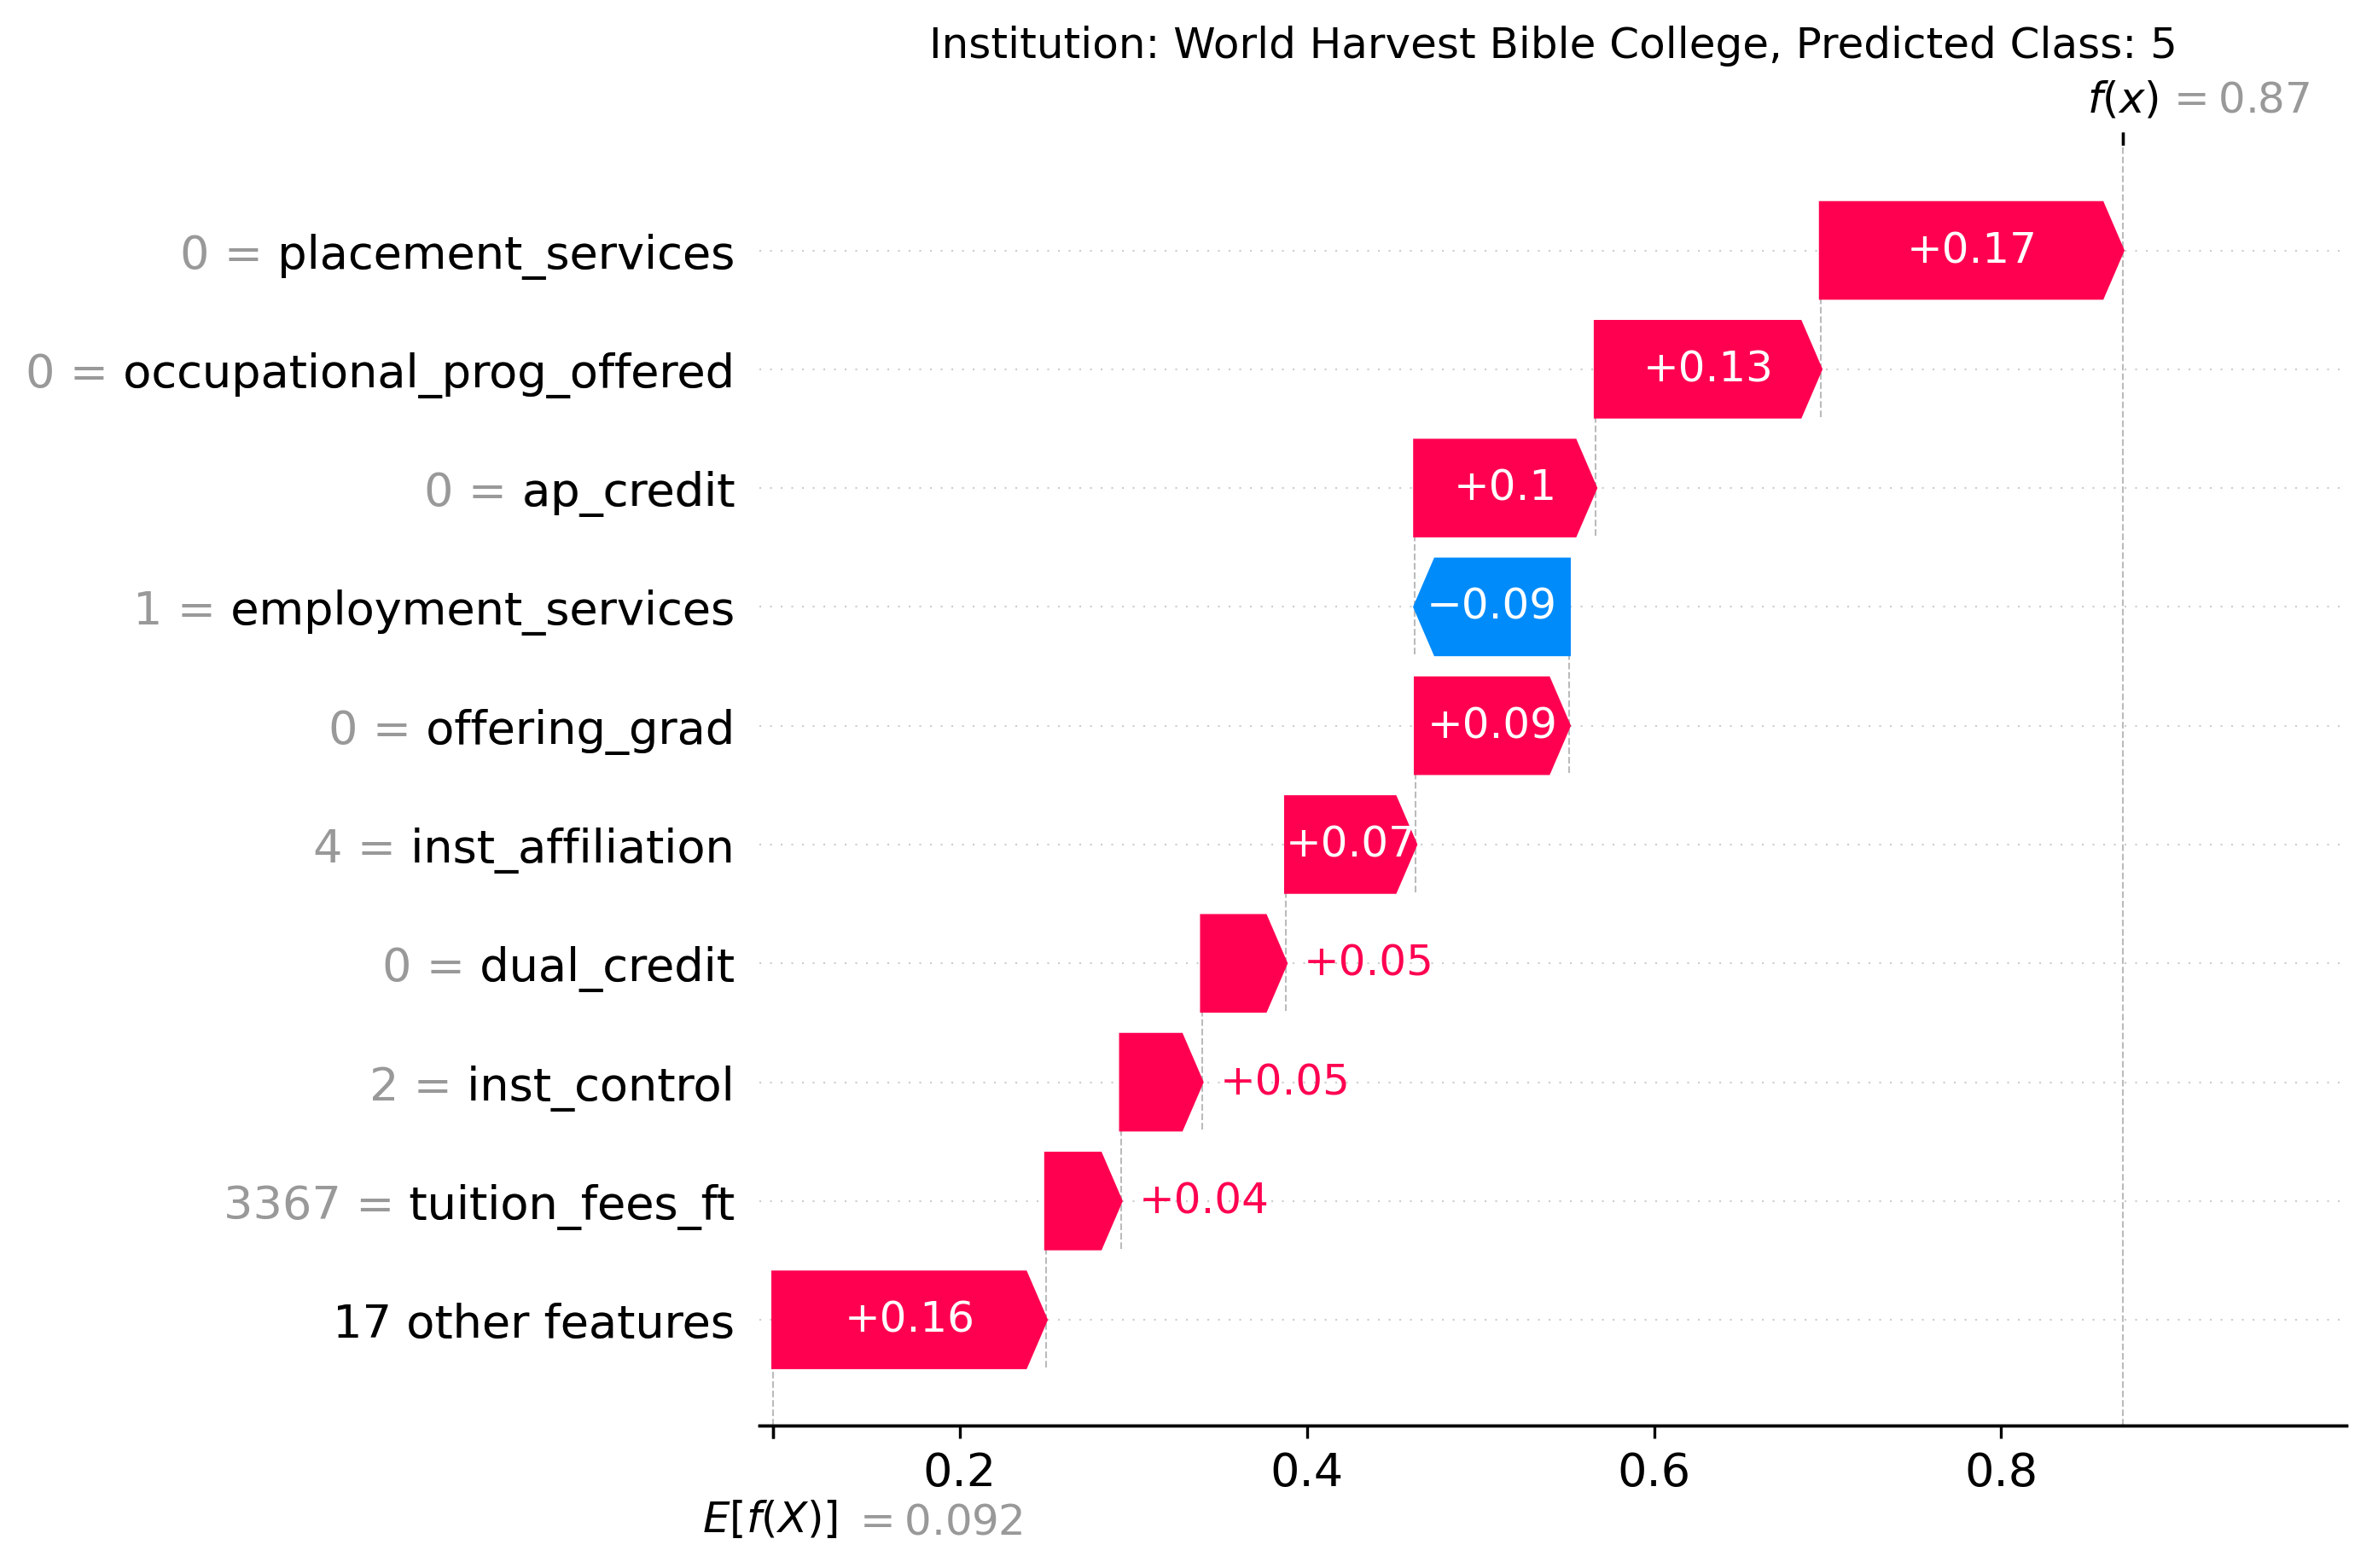 Institution: World Harvest Bible College, Predicted Class: 5
f(x) = 0.87
0 = placement_services +0.17
0 = occupational_prog_offered +0.13
0 = ap_credit +0.1
1 = employment_services −0.09
0 = offering_grad +0.09
4 = inst_affiliation +0.07
0 = dual_credit +0.05
2 = inst_control +0.05
3367 = tuition_fees_ft +0.04
17 other features +0.16
0.2 0.4 0.6 0.8
E[f(X)] = 0.092